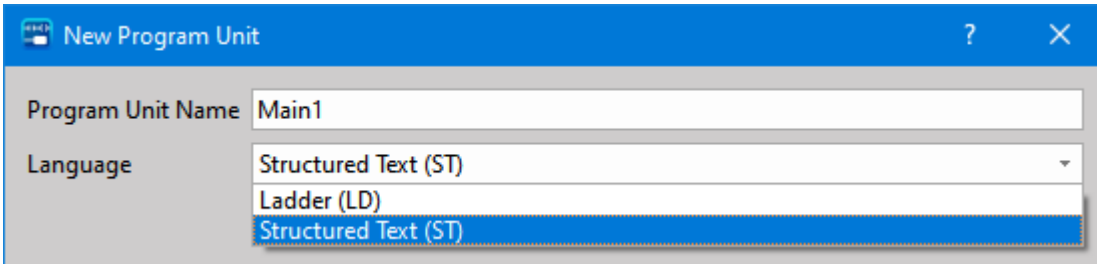 New Program Unit
Program Unit Name Main1
Language Structured Text (ST)
Ladder (LD)
Structured Text (ST)